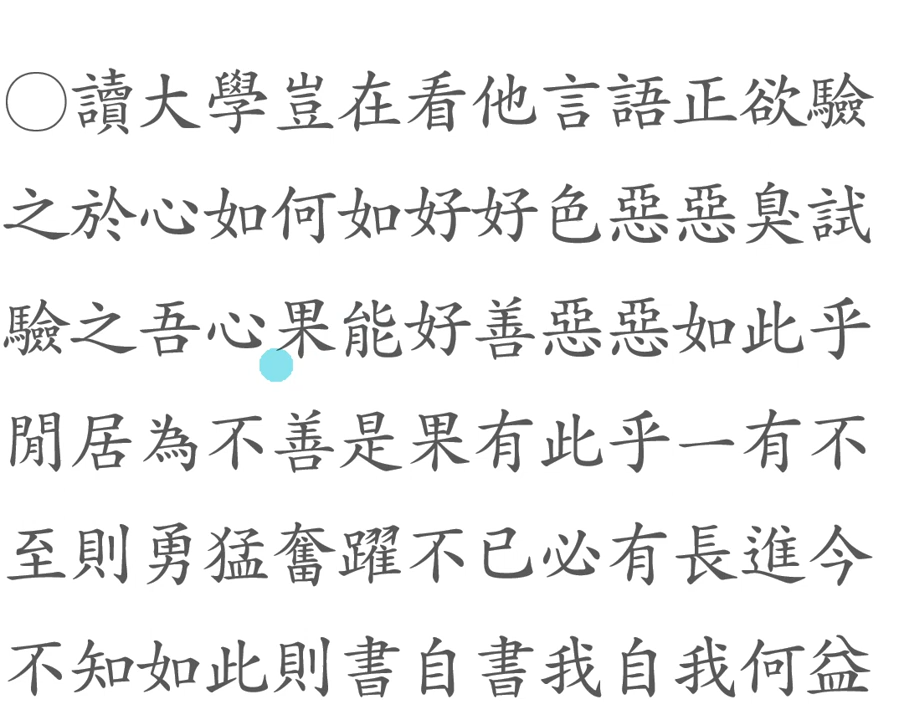 ○讀大學豈在看他言語正欲驗
之於心如何如好好色惡惡臭試
驗之吾心果能好善惡惡如此乎
閒居為不善是果有此乎一有不
至則勇猛奮躍不已必有長進今
不知如此則書自書我自我何益